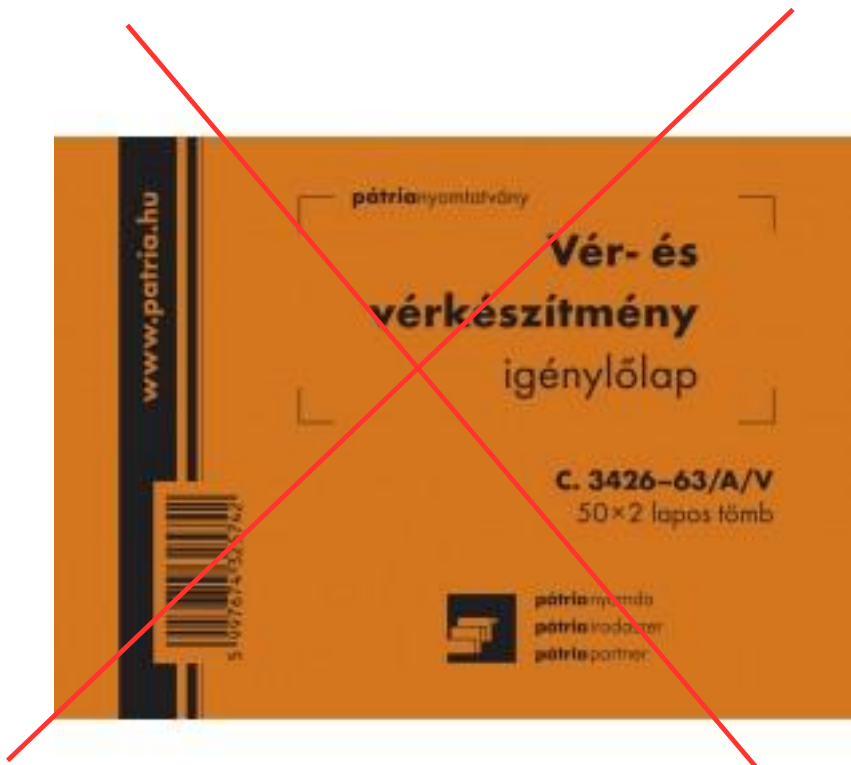 www.patria.hu
pátrianyomtatvány
Vér- és
vérkészítmény
igénylőlap
C. 3426-63/A/V
50×2 lapos tömb
pátrianyomda
pátriairodaszer
pátriapartner